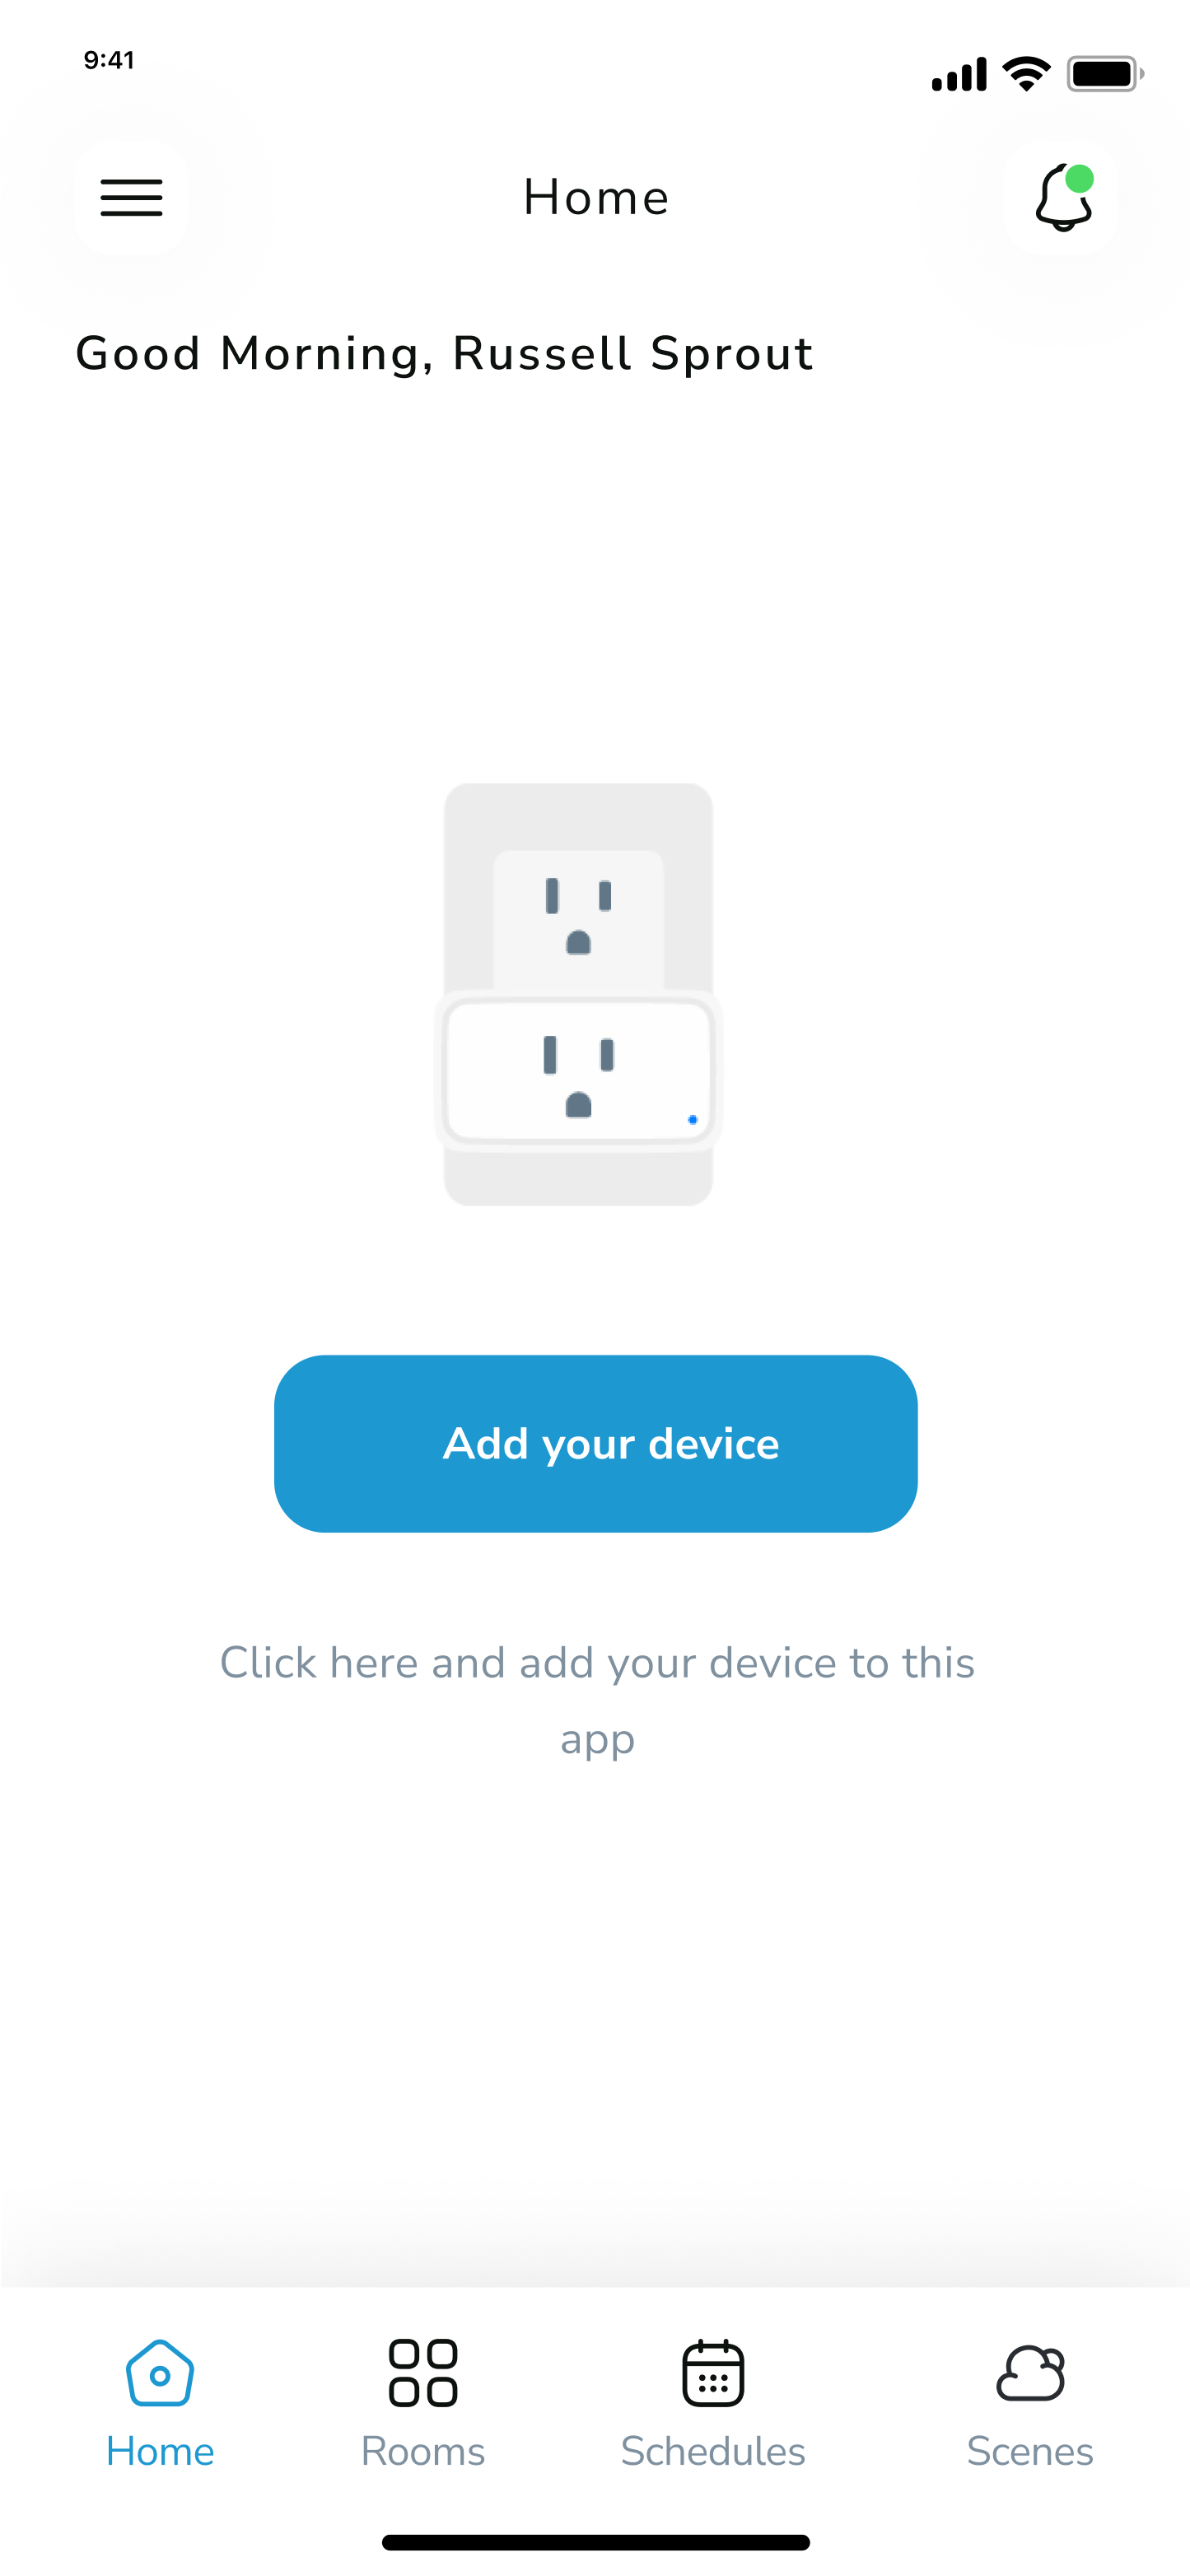 9:41
Home
Good Morning, Russell Sprout
Add your device
Click here and add your device to this
app
Home
Rooms
Schedules
Scenes